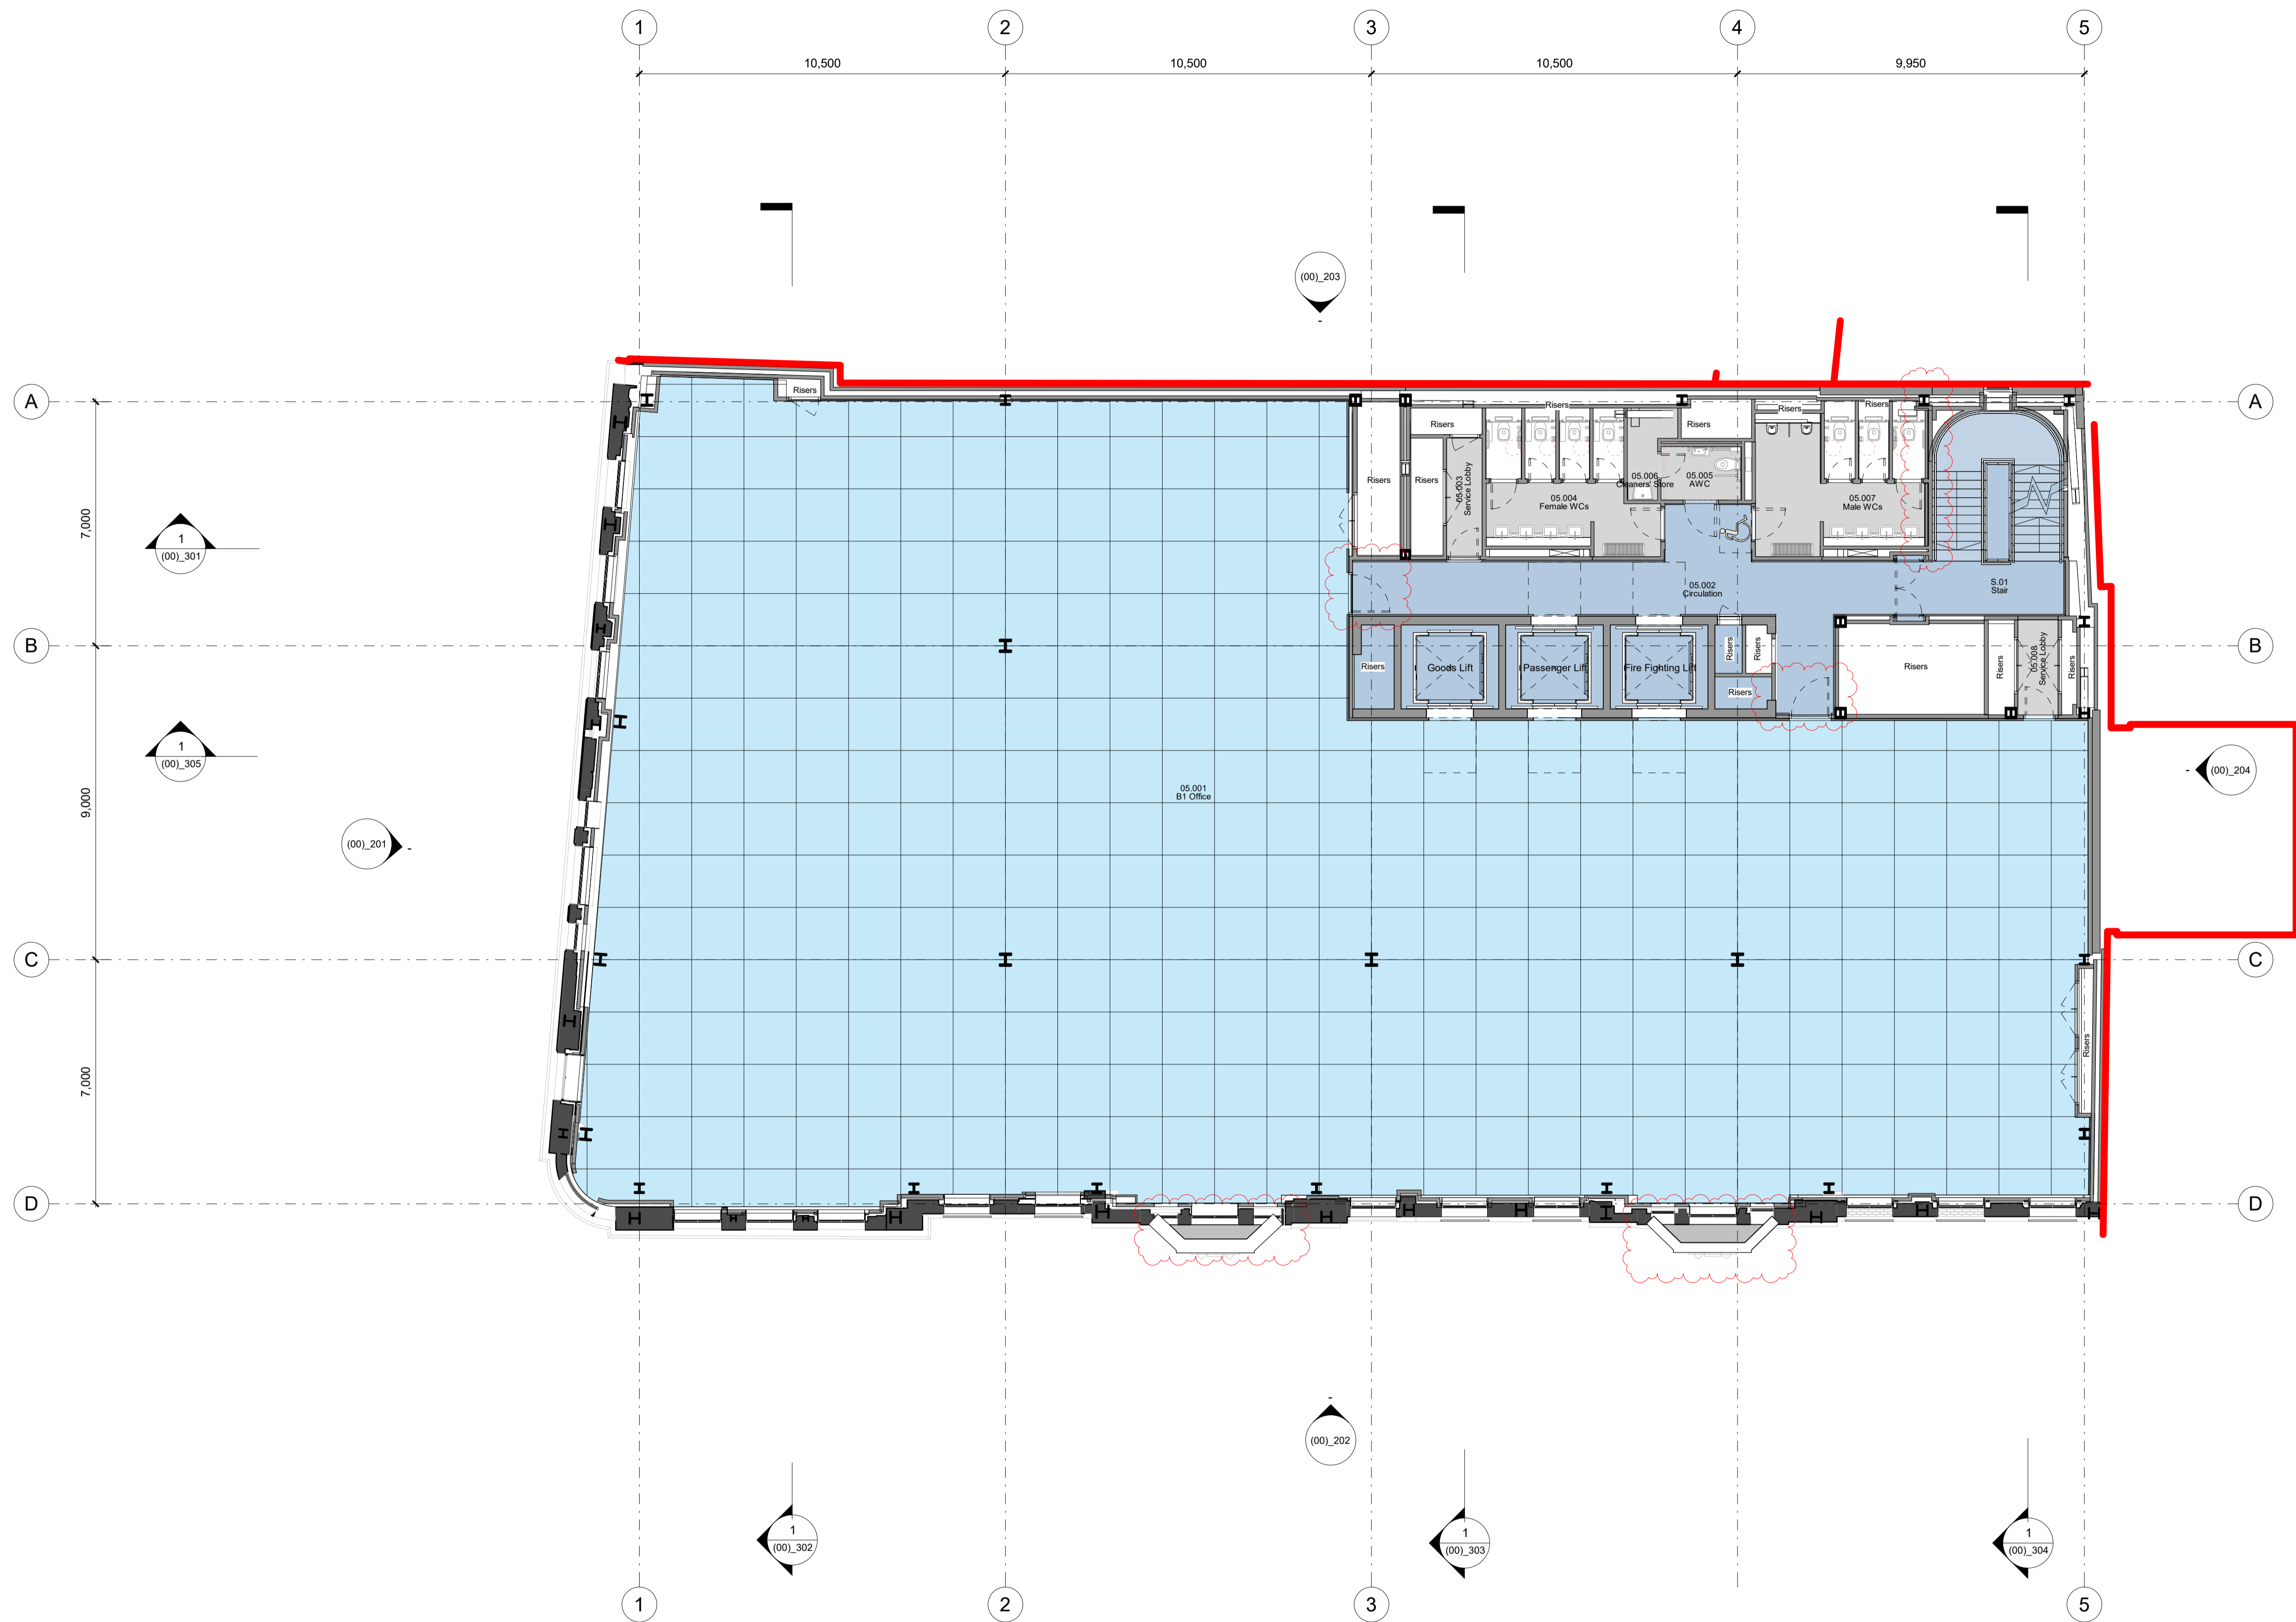 1 2 3 4 5
10,500 10,500 10,500 9,950
(00)_203
-
A A
Risers
Risers
Risers
Risers
Risers
Risers
Risers
Risers
Risers
05.003
Service Lobby
05.004
Female WCs
05.006
Cleaners' Store
05.005
AWC
05.007
Male WCs
7,000
1
(00)_301
05.002
Circulation
S.01
Stair
B B
Risers
Goods Lift
Passenger Lift
Fire Fighting Lift
Risers
Risers
Risers
Risers
Risers
05.008
Service Lobby
Risers
1
(00)_305
9,000
05.001
B1 Office
(00)_201
-
-
(00)_204
C C
7,000
Risers
D D
-
(00)_202
1
(00)_302
1
(00)_303
1
(00)_304
1 2 3 5